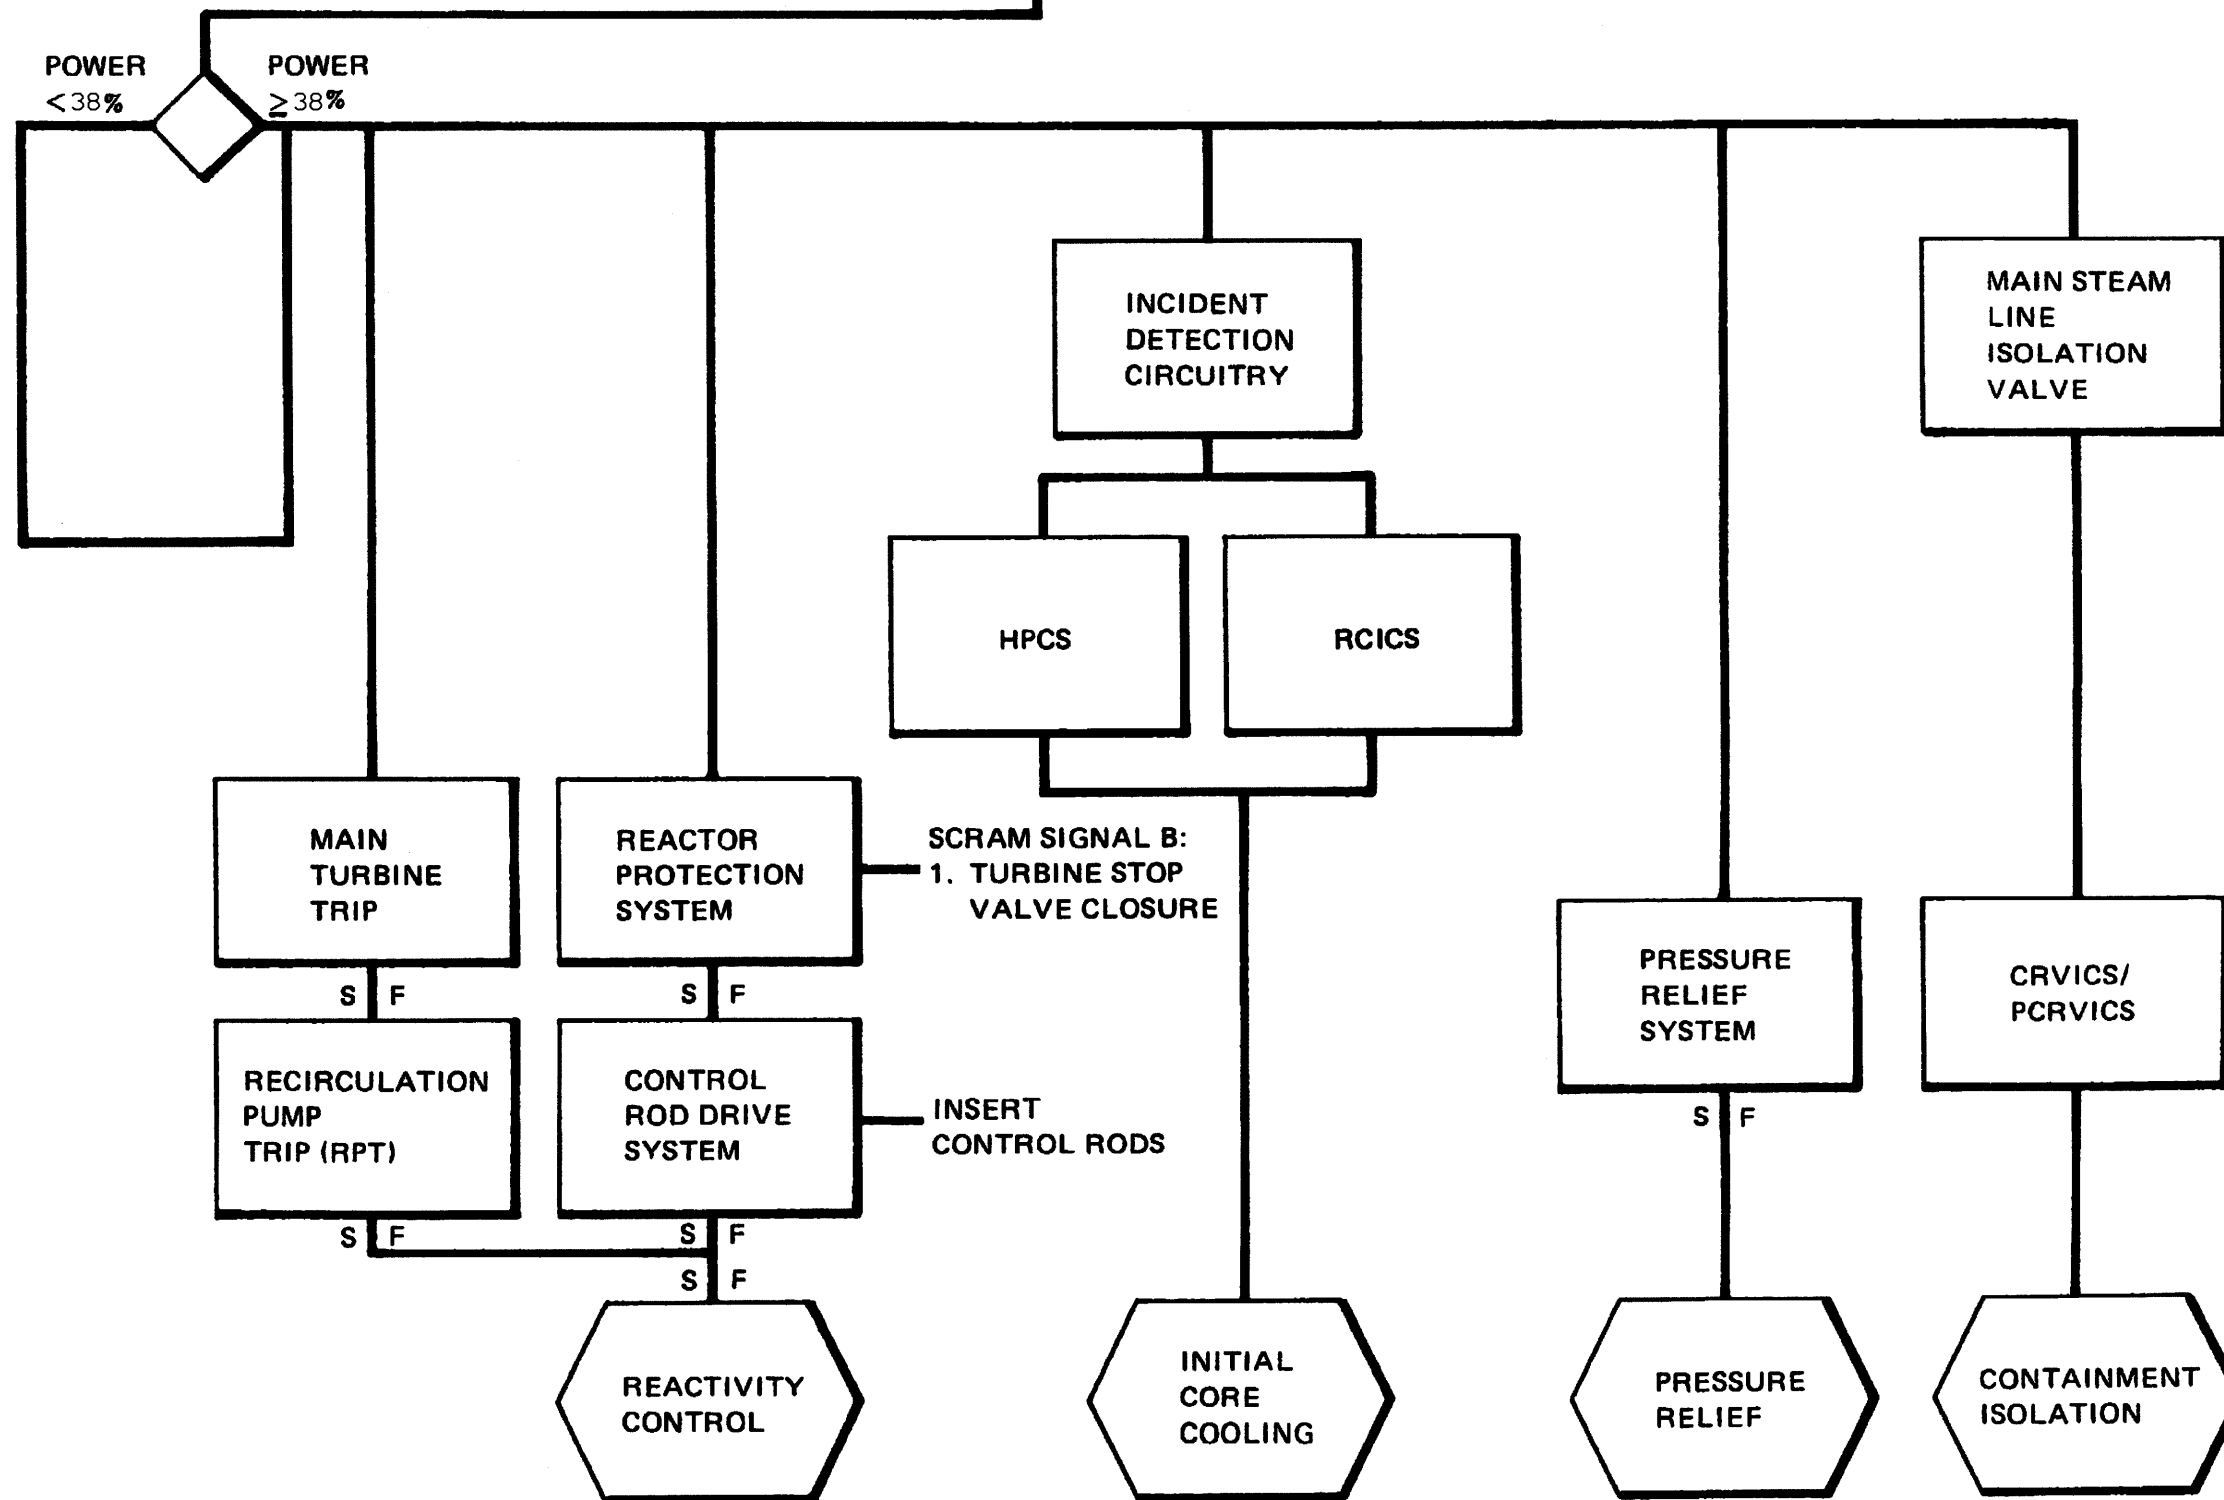 POWER
<38%
POWER
≥38%
INCIDENT
DETECTION
CIRCUITRY
MAIN STEAM
LINE
ISOLATION
VALVE
HPCS
RCICS
MAIN
TURBINE
TRIP
REACTOR
PROTECTION
SYSTEM
SCRAM SIGNAL B:
1. TURBINE STOP
VALVE CLOSURE
PRESSURE
RELIEF
SYSTEM
CRVICS/
PCRVICS
S F
S F
RECIRCULATION
PUMP
TRIP (RPT)
CONTROL
ROD DRIVE
SYSTEM
INSERT
CONTROL RODS
S F
S F
S F
S F
REACTIVITY
CONTROL
INITIAL
CORE
COOLING
PRESSURE
RELIEF
CONTAINMENT
ISOLATION